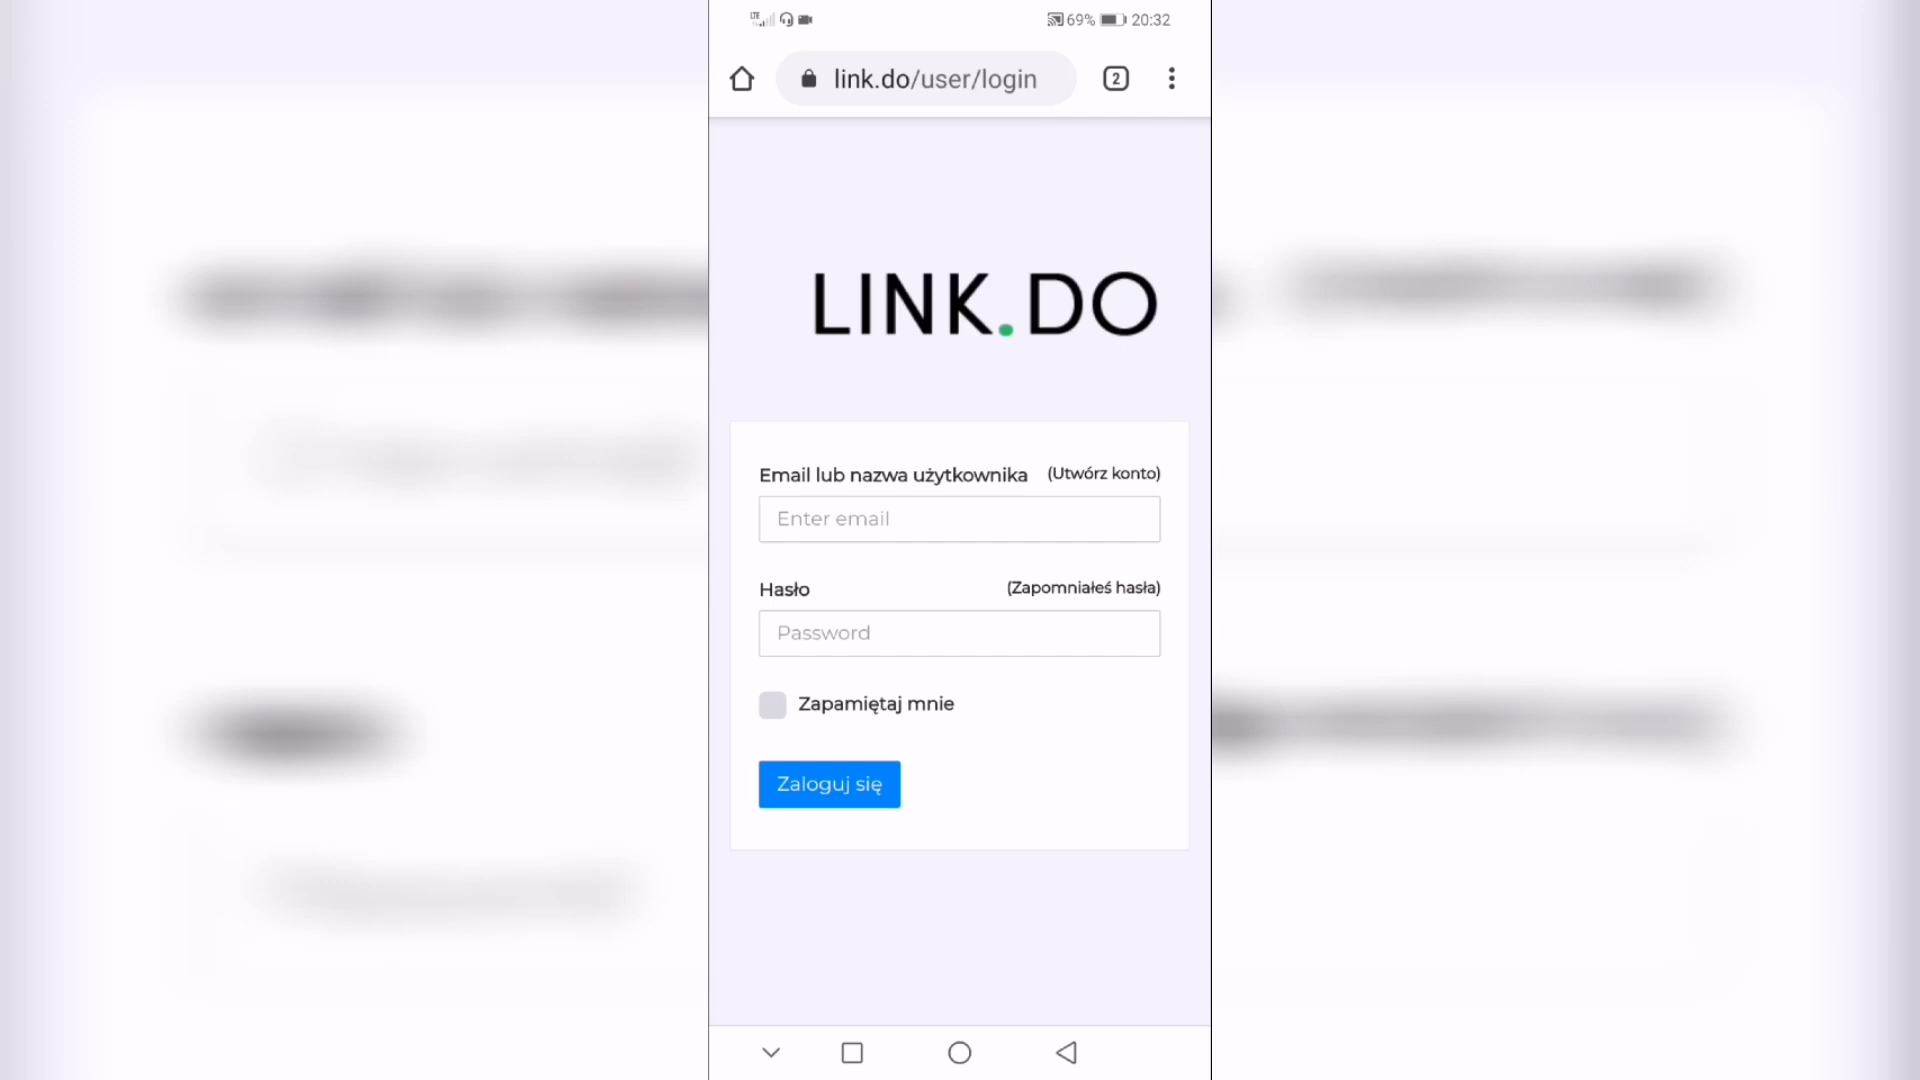 LTE 69% 20:32
link.do/user/login 2
LINK.DO
Email lub nazwa użytkownika (Utwórz konto)
Enter email
Hasło (Zapomniałeś hasła)
Password
Zapamiętaj mnie
Zaloguj się